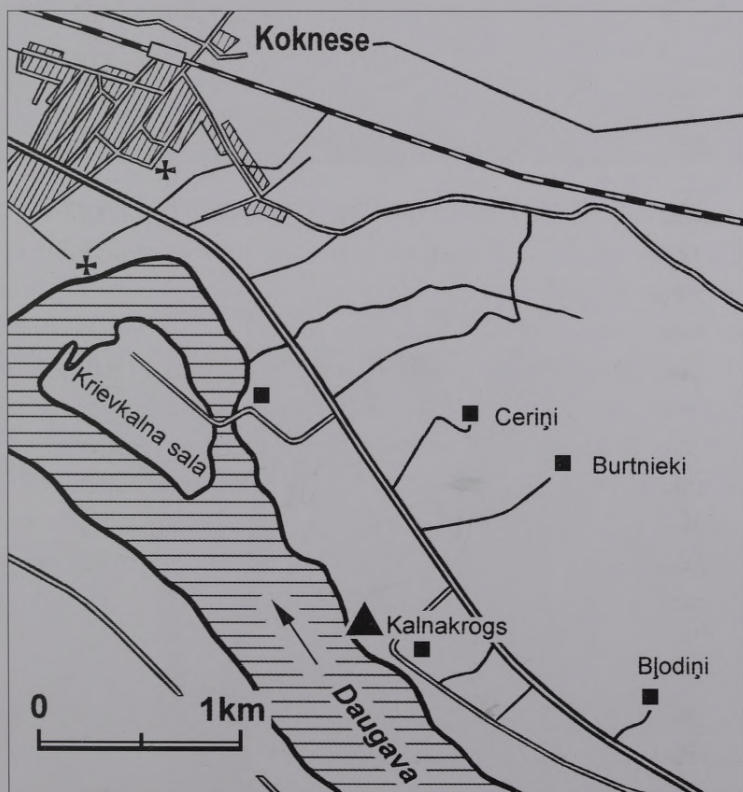 Koknese
Krievkalna sala
Ceriņi
Burtnieki
Kalnakrogs
Bļodiņi
0 1km
Daugava